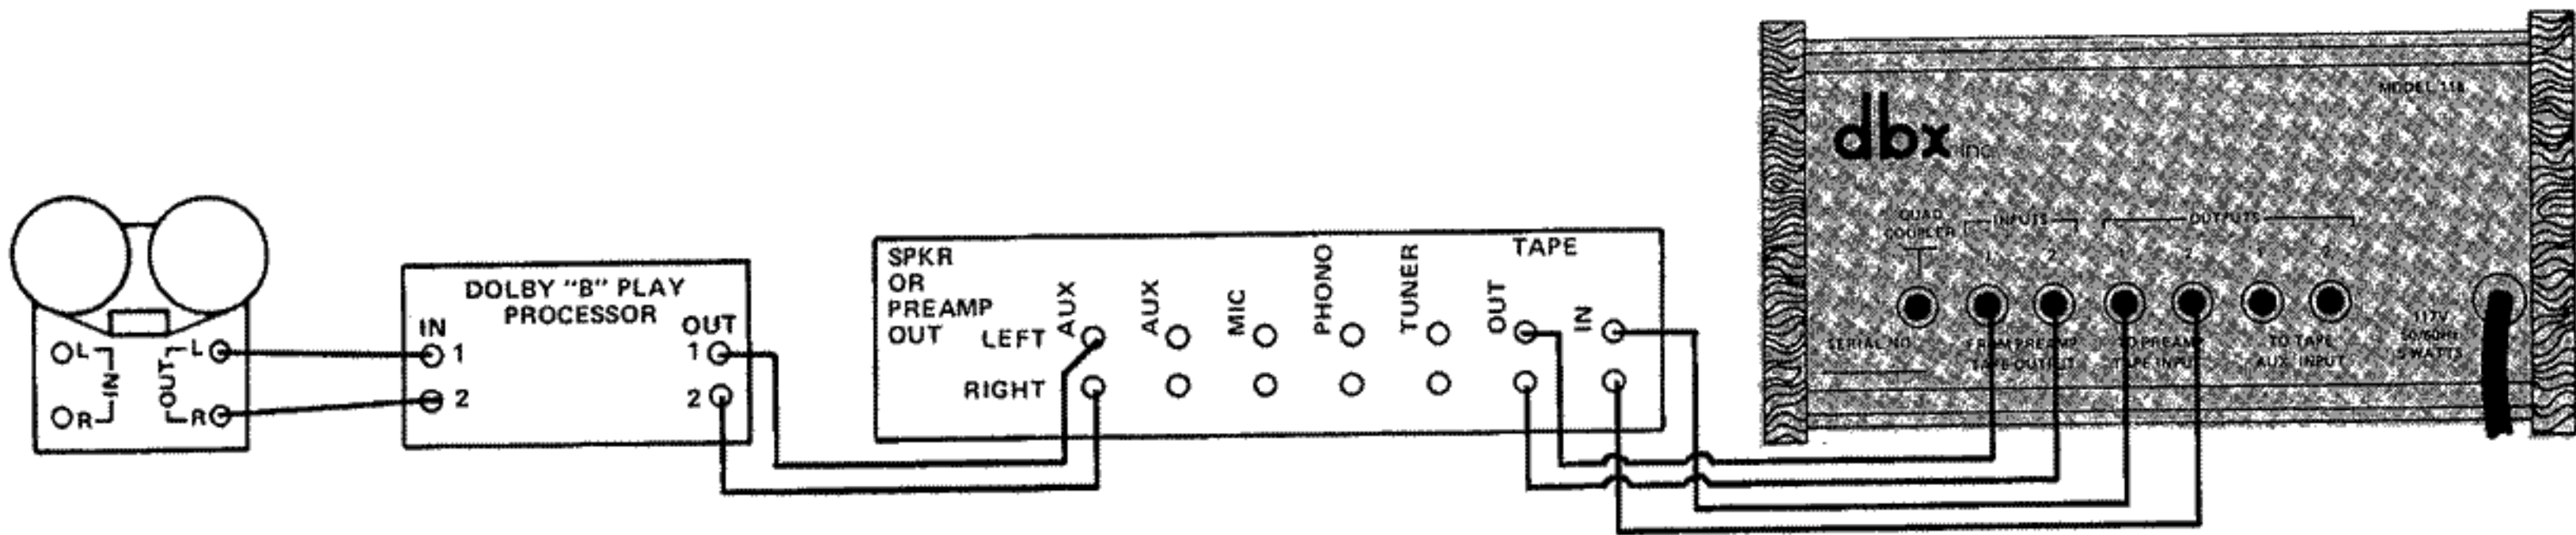 L
IN
R
L
OUT
R
DOLBY "B" PLAY
PROCESSOR
IN
1
2
OUT
1
2
SPKR
OR
PREAMP
OUT
LEFT
RIGHT
AUX
AUX
MIC
PHONO
TUNER
TAPE
OUT
IN
dbx inc
MODEL
QUAD
COUPLER
INPUTS
OUTPUTS
1
2
1
2
1
2
SERIAL NO
FROM PREAMP
TAPE OUTPUT
TO PREAMP
TAPE INPUT
TO TAPE
AUX INPUT
117V
50/60Hz
5 WATTS